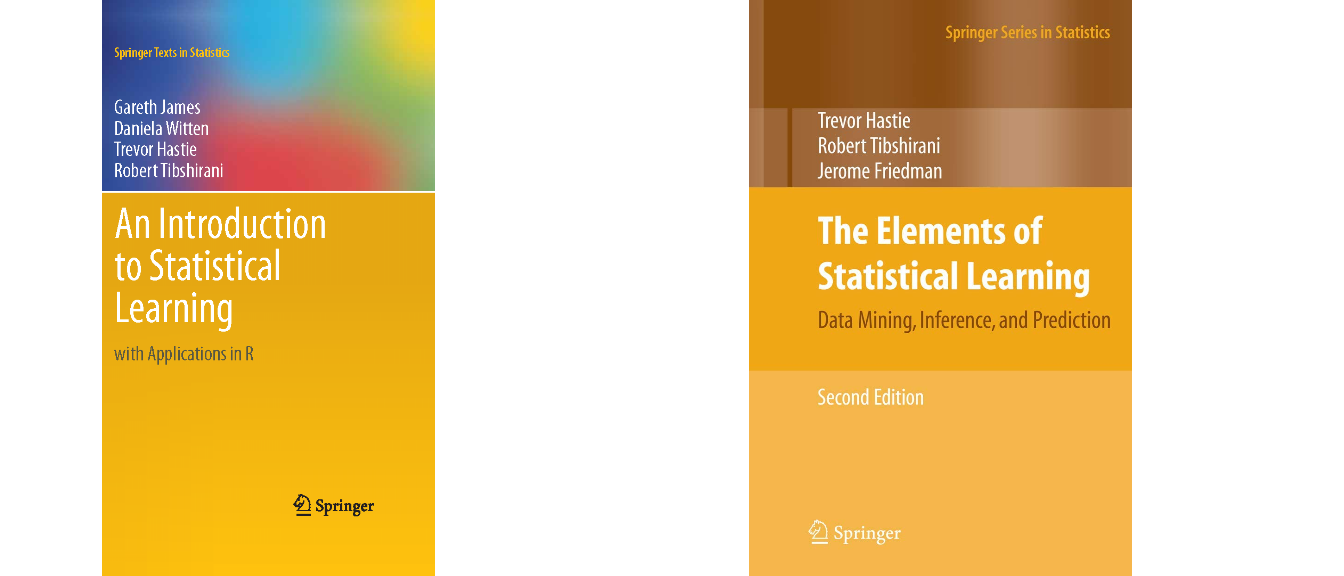 Springer Texts in Statistics
Gareth James
Daniela Witten
Trevor Hastie
Robert Tibshirani
An Introduction
to Statistical
Learning
with Applications in R
Springer
Springer Series in Statistics
Trevor Hastie
Robert Tibshirani
Jerome Friedman
The Elements of
Statistical Learning
Data Mining, Inference, and Prediction
Second Edition
Springer